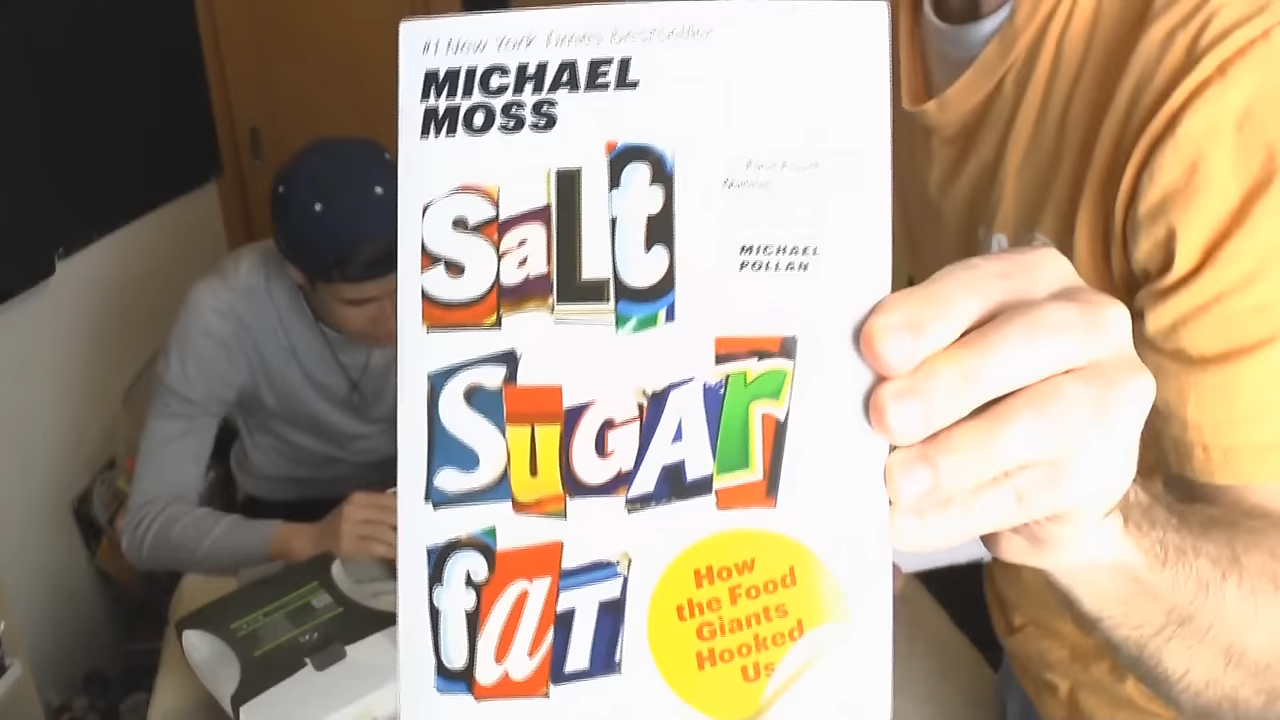 #1 New York Times bestseller
MICHAEL
MOSS
Salt
MICHAEL
POLLAN
SuGAr
faT
How
the Food
Giants
Hooked
Us